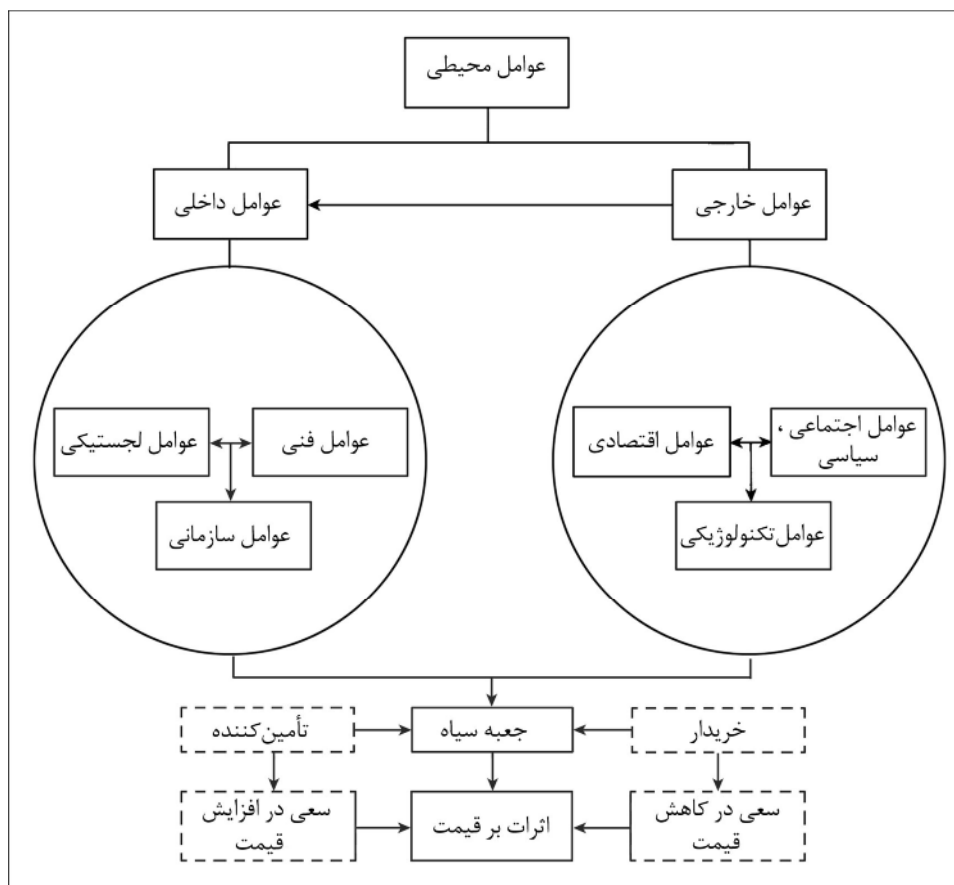 عوامل محیطی
عوامل خارجی
عوامل داخلی
عوامل اجتماعی ،
سیاسی
عوامل اقتصادی
عوامل تکنولوژیکی
عوامل فنی
عوامل لجستیکی
عوامل سازمانی
خریدار
جعبه سیاه
تأمین‌کننده
سعی در کاهش
قیمت
اثرات بر قیمت
سعی در افزایش
قیمت